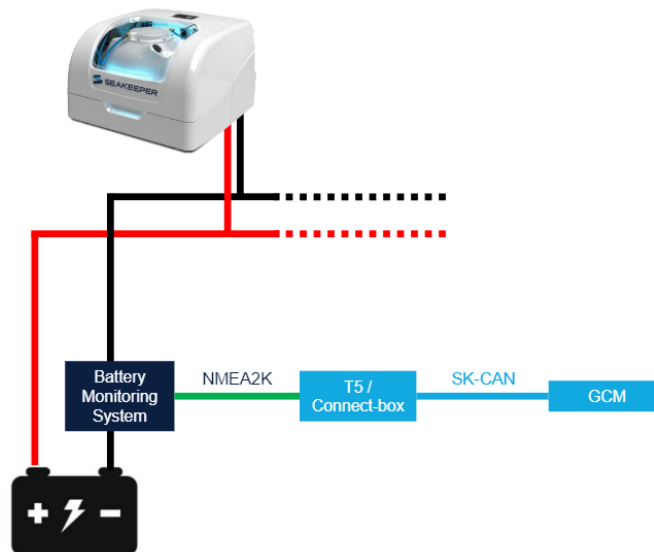 SEAKEEPER
Battery
Monitoring
System
NMEA2K
T5 /
Connect-box
SK-CAN
GCM
+
-